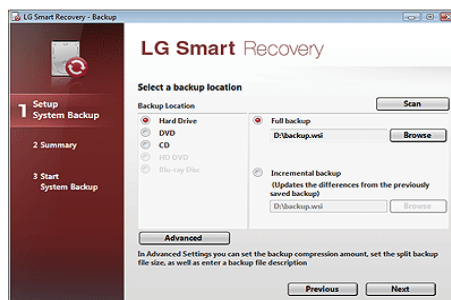 LG Smart Recovery - Backup
LG Smart Recovery
Select a backup location
Backup Location
Scan
1 Setup
System Backup
2 Summary
3 Start
System Backup
Hard Drive
DVD
CD
HD DVD
Blu-ray Disc
Full backup
D:\backup.wsi
Browse
Incremental backup
(Updates the differences from the previously
saved backup)
D:\backup.wsi
Browse
Advanced
In Advanced Settings you can set the backup compression amount, set the split backup
file size, as well as enter a backup file description
Previous
Next